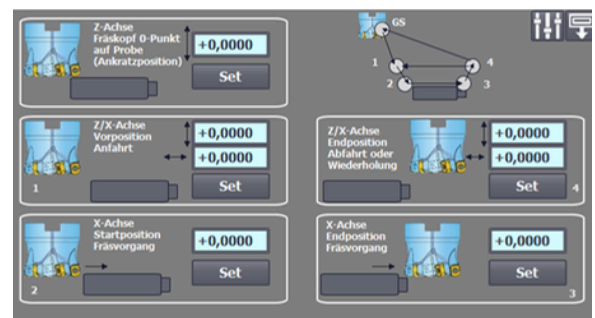 Z-Achse
Fräskopf 0-Punkt
auf Probe
(Ankratzposition)
+0,0000
Set
GS
1
4
2
3
Z/X-Achse
Vorposition
Anfahrt
+0,0000
+0,0000
Set
1
Z/X-Achse
Endposition
Abfahrt oder
Wiederholung
+0,0000
+0,0000
Set
4
X-Achse
Startposition
Fräsvorgang
+0,0000
Set
2
X-Achse
Endposition
Fräsvorgang
+0,0000
Set
3